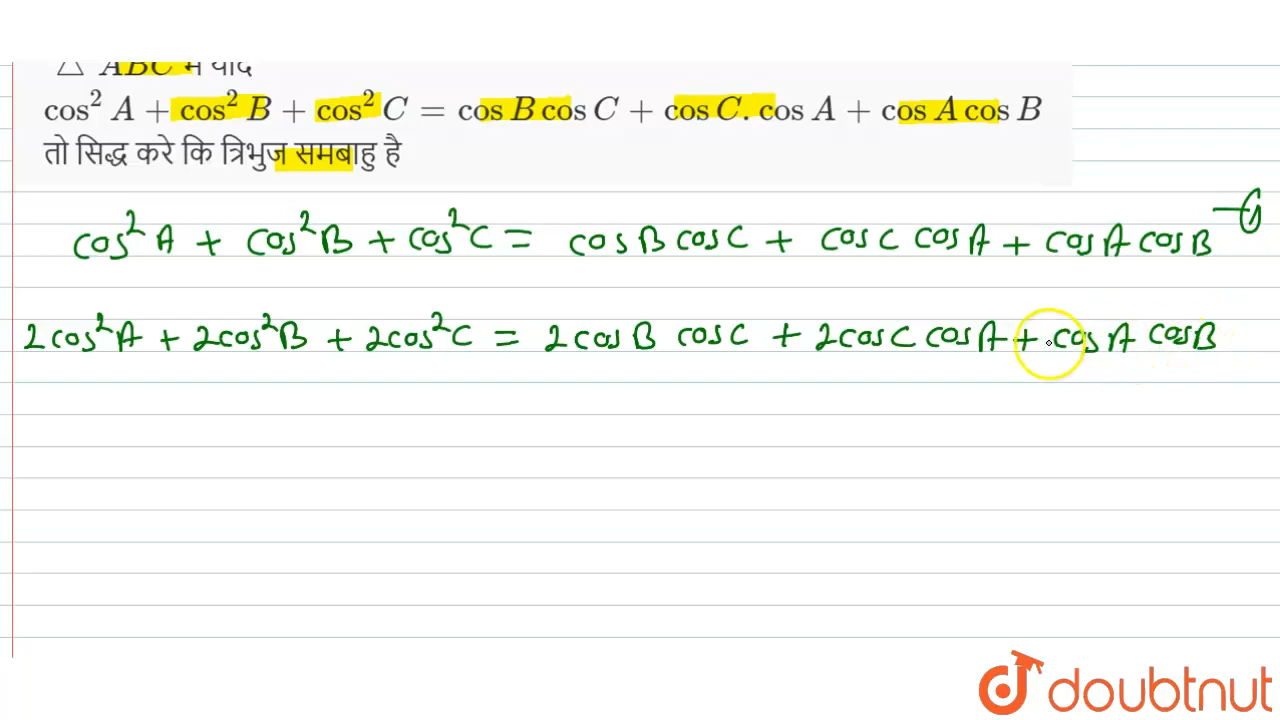 △ ABC में यदि
cos² A + cos² B + cos² C = cos B cos C + cos C. cos A + cos A cos B
तो सिद्ध करे कि त्रिभुज समबाहु है
cos²A + cos²B + cos²C = cos B cos C + cos C cos A + cos A cos B
2cos²A + 2cos²B + 2cos²C = 2cos B cos C + 2cos C cos A + cos A cos B
doubtnut